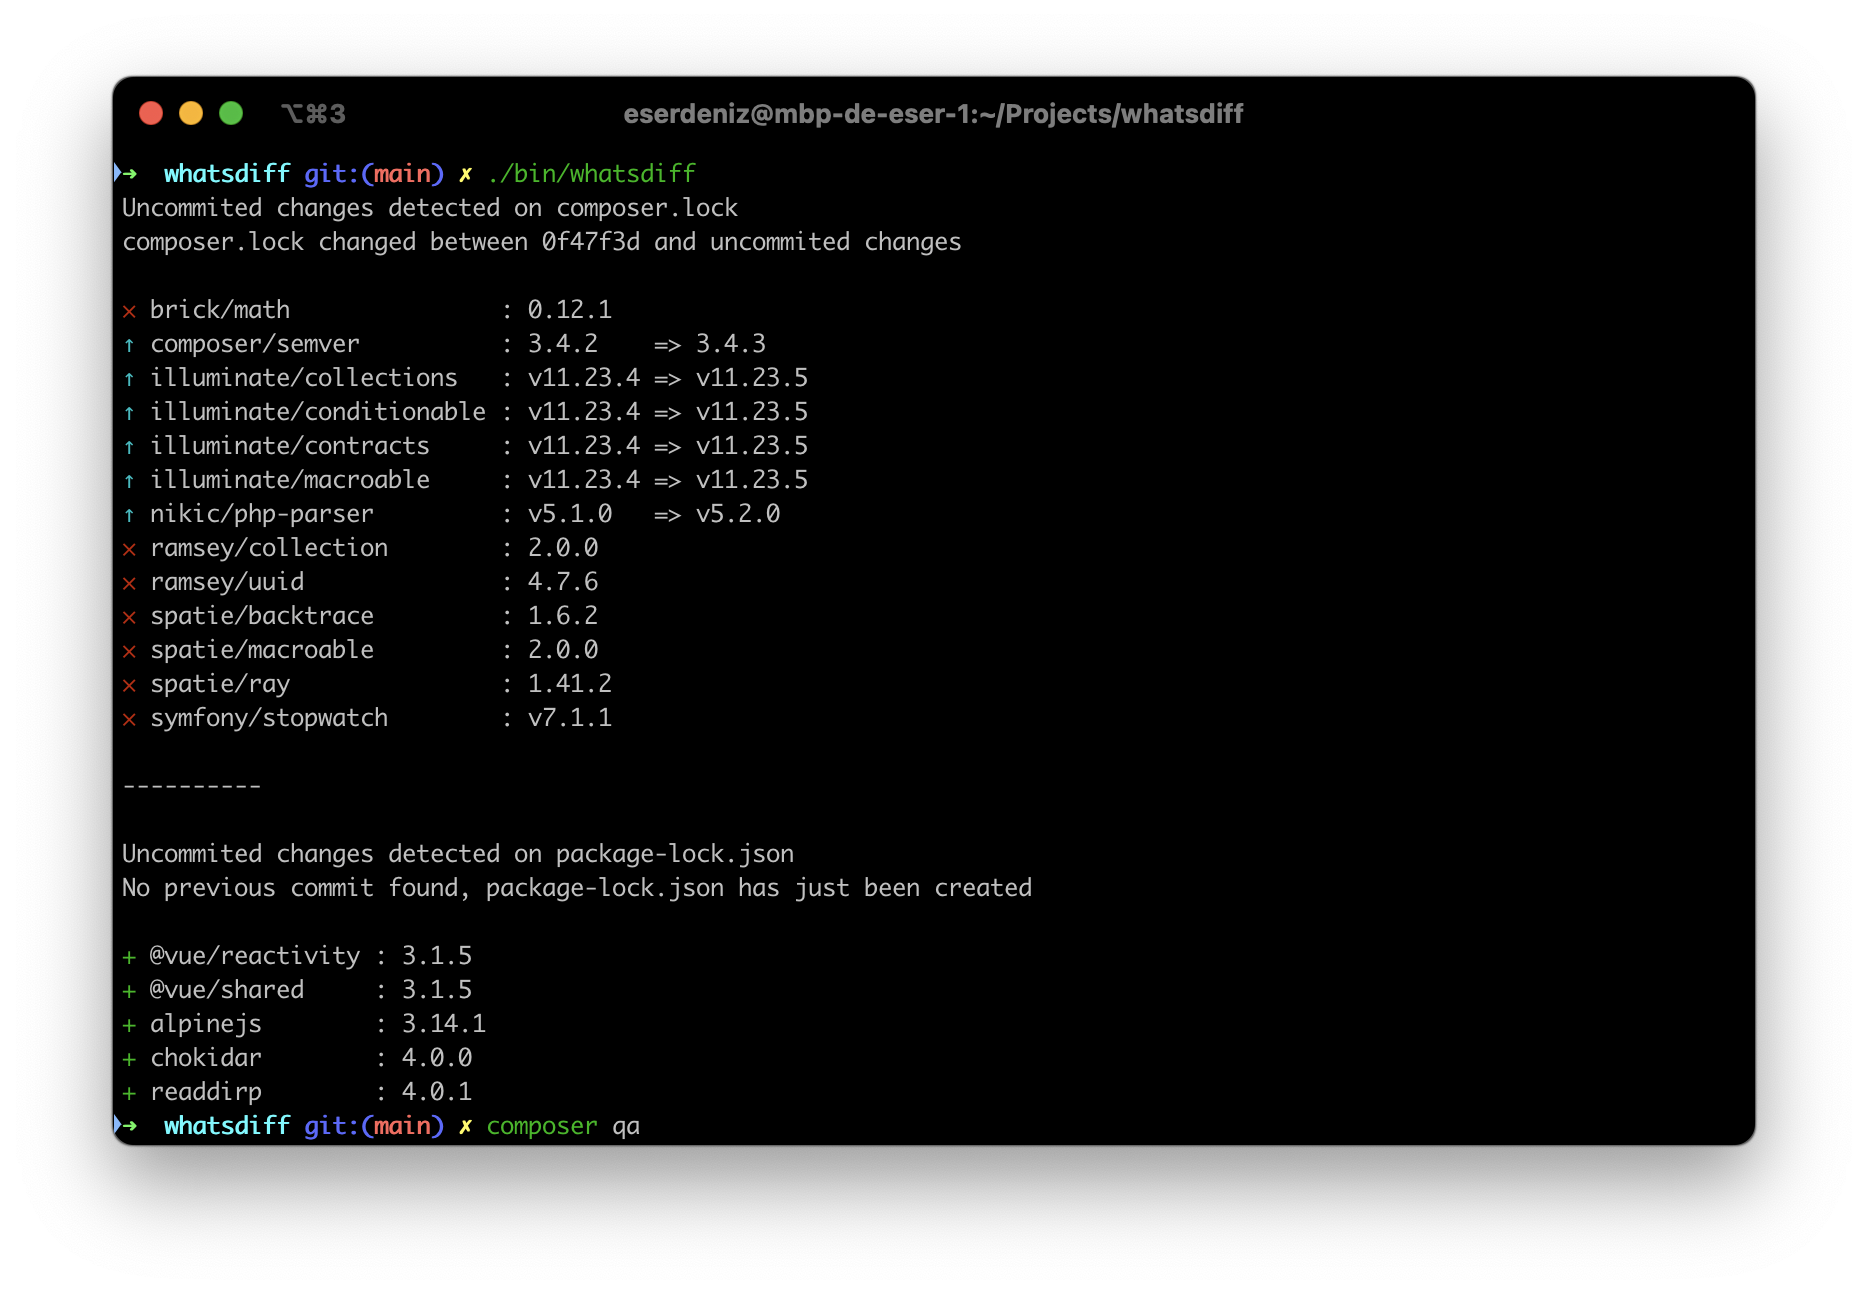 ⌥⌘3 eserdeniz@mbp-de-eser-1:~/Projects/whatsdiff
➜ whatsdiff git:(main) ✗ ./bin/whatsdiff
Uncommited changes detected on composer.lock
composer.lock changed between 0f47f3d and uncommited changes
× brick/math : 0.12.1
↑ composer/semver : 3.4.2 => 3.4.3
↑ illuminate/collections : v11.23.4 => v11.23.5
↑ illuminate/conditionable : v11.23.4 => v11.23.5
↑ illuminate/contracts : v11.23.4 => v11.23.5
↑ illuminate/macroable : v11.23.4 => v11.23.5
↑ nikic/php-parser : v5.1.0 => v5.2.0
× ramsey/collection : 2.0.0
× ramsey/uuid : 4.7.6
× spatie/backtrace : 1.6.2
× spatie/macroable : 2.0.0
× spatie/ray : 1.41.2
× symfony/stopwatch : v7.1.1
----------
Uncommited changes detected on package-lock.json
No previous commit found, package-lock.json has just been created
+ @vue/reactivity : 3.1.5
+ @vue/shared : 3.1.5
+ alpinejs : 3.14.1
+ chokidar : 4.0.0
+ readdirp : 4.0.1
➜ whatsdiff git:(main) ✗ composer qa